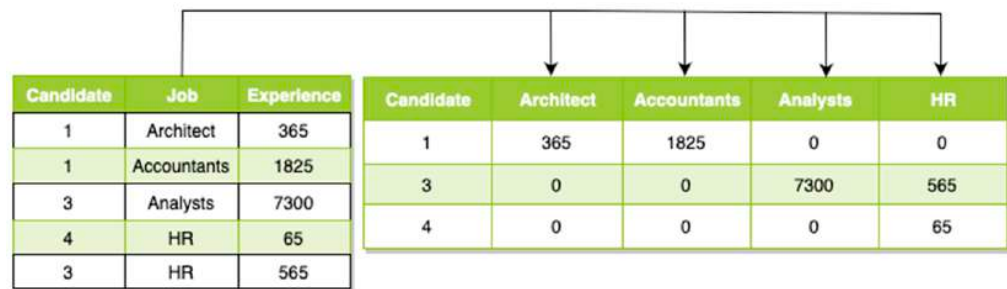 Candidate Job Experience
1 Architect 365
1 Accountants 1825
3 Analysts 7300
4 HR 65
3 HR 565
Candidate Architect Accountants Analysts HR
1 365 1825 0 0
3 0 0 7300 565
4 0 0 0 65